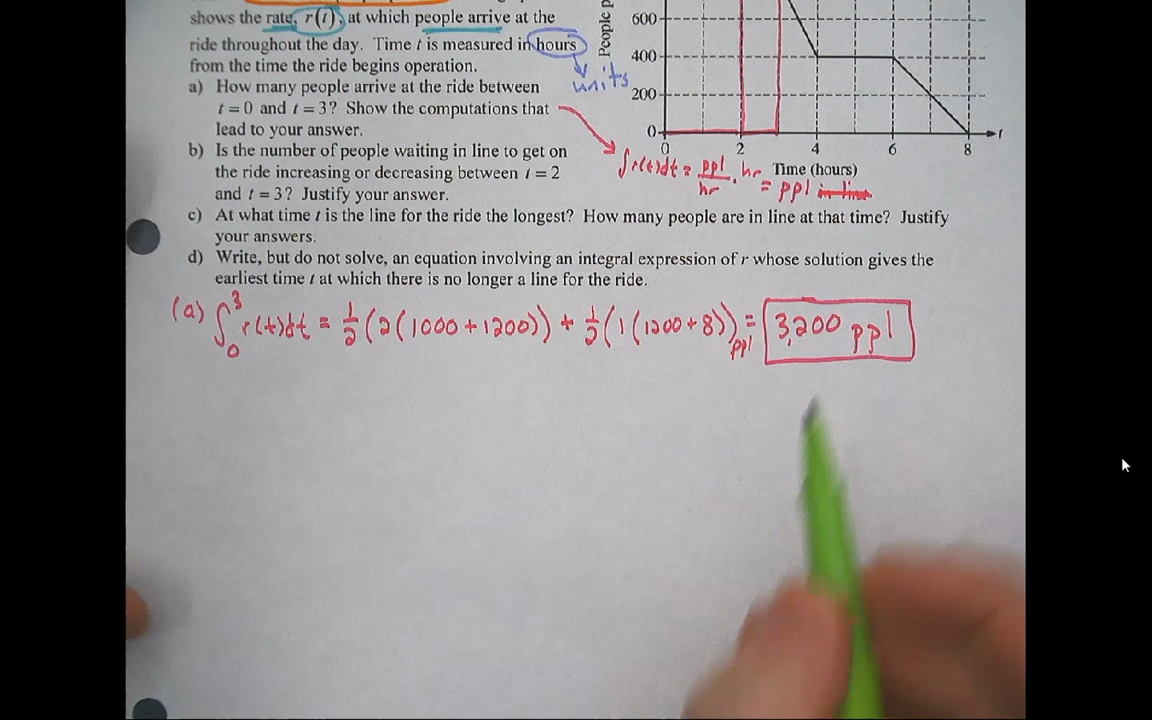 shows the rate, r(t), at which people arrive at the
ride throughout the day. Time t is measured in hours
from the time the ride begins operation.
units
a) How many people arrive at the ride between
t = 0 and t = 3? Show the computations that
lead to your answer.
b) Is the number of people waiting in line to get on
the ride increasing or decreasing between t = 2
and t = 3? Justify your answer.
People p
600
400
200
0
0 2 4 6 8 t
Time (hours)
∫r(t)dt = ppl/hr · hr
= ppl in line
c) At what time t is the line for the ride the longest? How many people are in line at that time? Justify
your answers.
d) Write, but do not solve, an equation involving an integral expression of r whose solution gives the
earliest time t at which there is no longer a line for the ride.
(a) ∫₀³ r(t)dt = 1/2(2(1000+1200)) + 1/2(1(1200+8)) ppl = 3,200 ppl